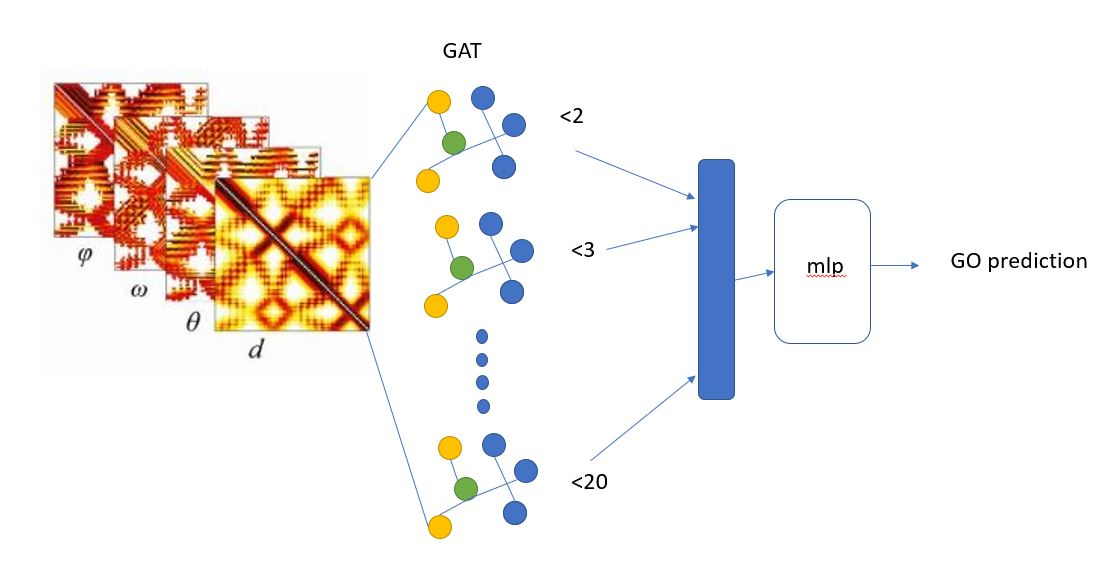 GAT
<2
<3
<20
φ
ω
θ
d
mlp
GO prediction